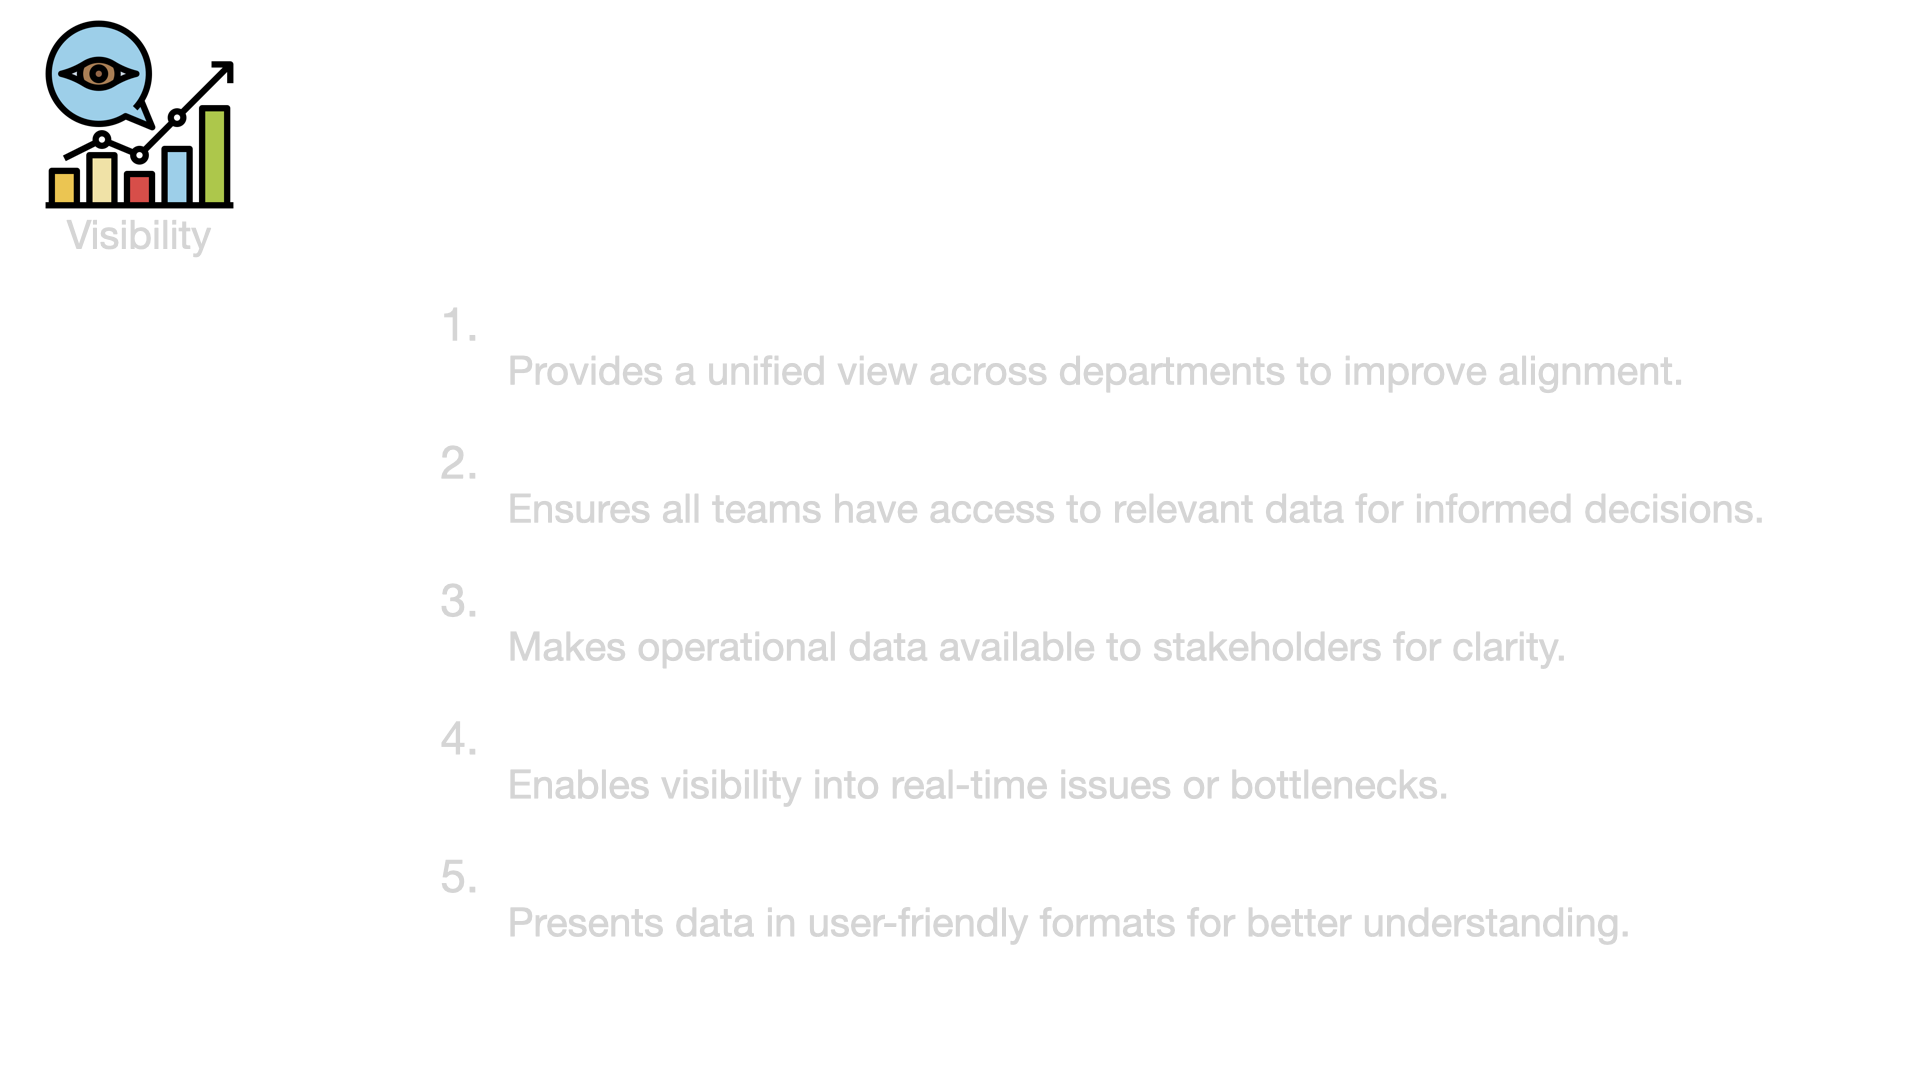 Visibility
1.
Provides a unified view across departments to improve alignment.
2.
Ensures all teams have access to relevant data for informed decisions.
3.
Makes operational data available to stakeholders for clarity.
4.
Enables visibility into real-time issues or bottlenecks.
5.
Presents data in user-friendly formats for better understanding.